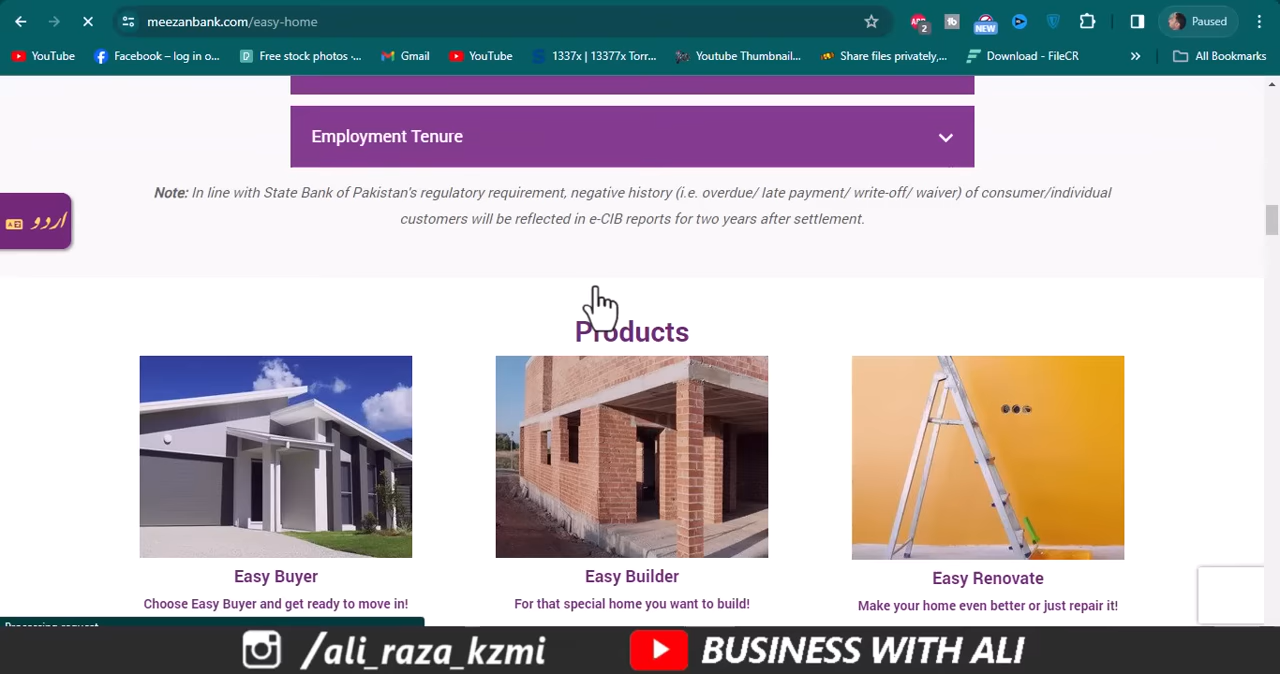 meezanbank.com/easy-home
2
NEW
Paused
YouTube
Facebook – log in o...
Free stock photos -...
Gmail
YouTube
1337x | 13377x Torr...
Youtube Thumbnail...
Share files privately,...
Download - FileCR
»
All Bookmarks
Employment Tenure
Note: In line with State Bank of Pakistan's regulatory requirement, negative history (i.e. overdue/ late payment/ write-off/ waiver) of consumer/individual
customers will be reflected in e-CIB reports for two years after settlement.
اردو
Products
Easy Buyer
Easy Builder
Easy Renovate
Choose Easy Buyer and get ready to move in!
For that special home you want to build!
Make your home even better or just repair it!
Processing request
/ali_raza_kzmi
BUSINESS WITH ALI